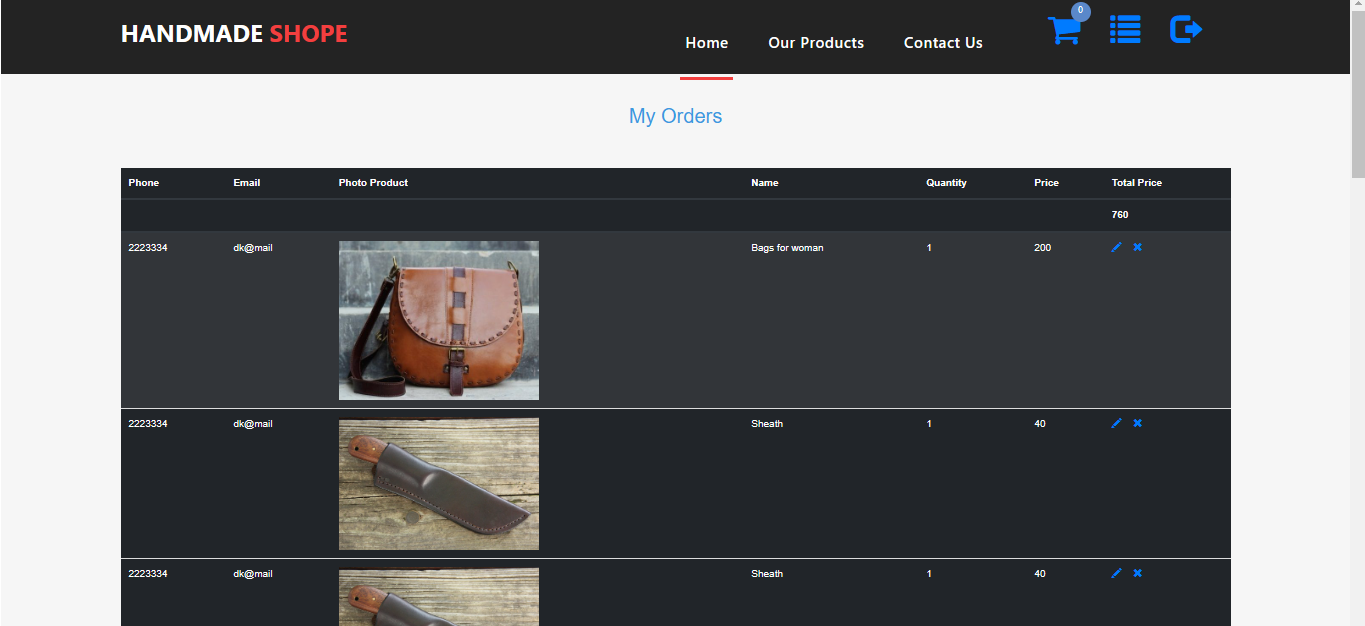 HANDMADE SHOPE
Home Our Products Contact Us 0
My Orders
Phone Email Photo Product Name Quantity Price Total Price
760
2223334 dk@mail Bags for woman 1 200
2223334 dk@mail Sheath 1 40
2223334 dk@mail Sheath 1 40